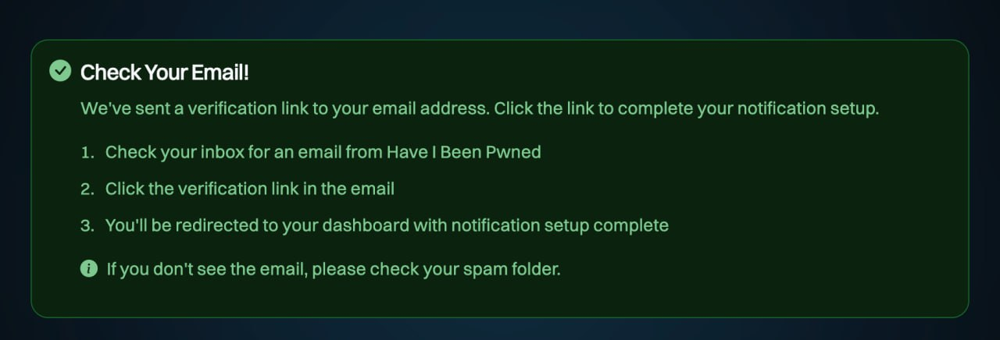 Check Your Email!
We've sent a verification link to your email address. Click the link to complete your notification setup.
1. Check your inbox for an email from Have I Been Pwned
2. Click the verification link in the email
3. You'll be redirected to your dashboard with notification setup complete
If you don't see the email, please check your spam folder.